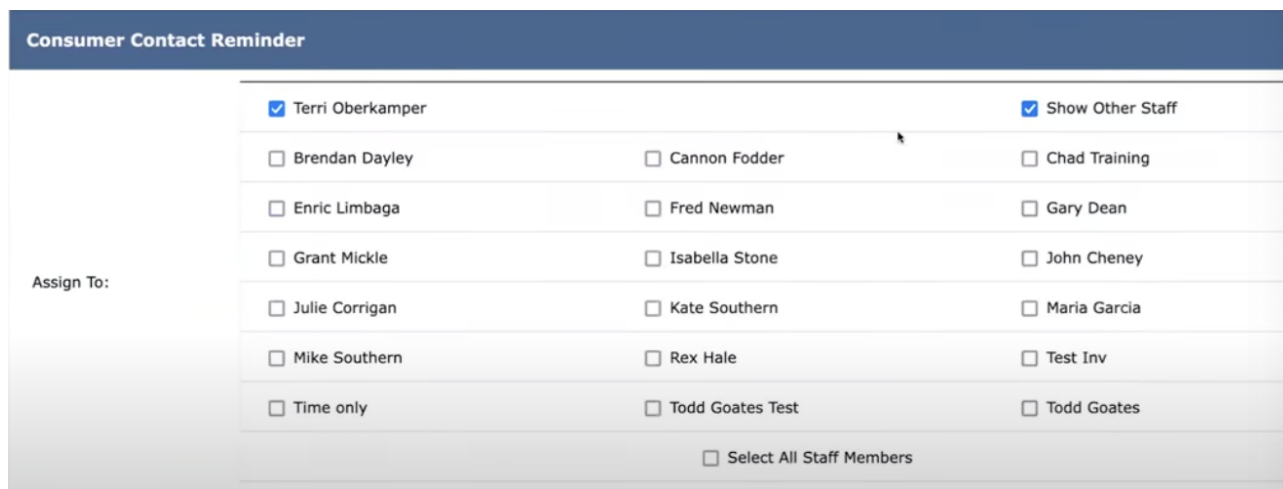 Consumer Contact Reminder
Terri Oberkamper Show Other Staff
Brendan Dayley Cannon Fodder Chad Training
Enric Limbaga Fred Newman Gary Dean
Grant Mickle Isabella Stone John Cheney
Assign To:
Julie Corrigan Kate Southern Maria Garcia
Mike Southern Rex Hale Test Inv
Time only Todd Goates Test Todd Goates
Select All Staff Members